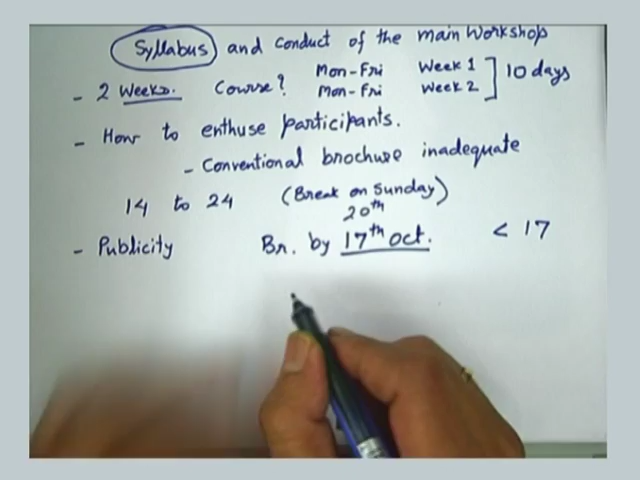 Syllabus and conduct of the main Workshop
- 2 Weeks. Course? Mon-Fri Week 1
Mon-Fri Week 2 ] 10 days
- How to enthuse participants.
- Conventional brochure inadequate
14 to 24 (Break on Sunday)
20th
- Publicity Br. by 17th Oct. < 17